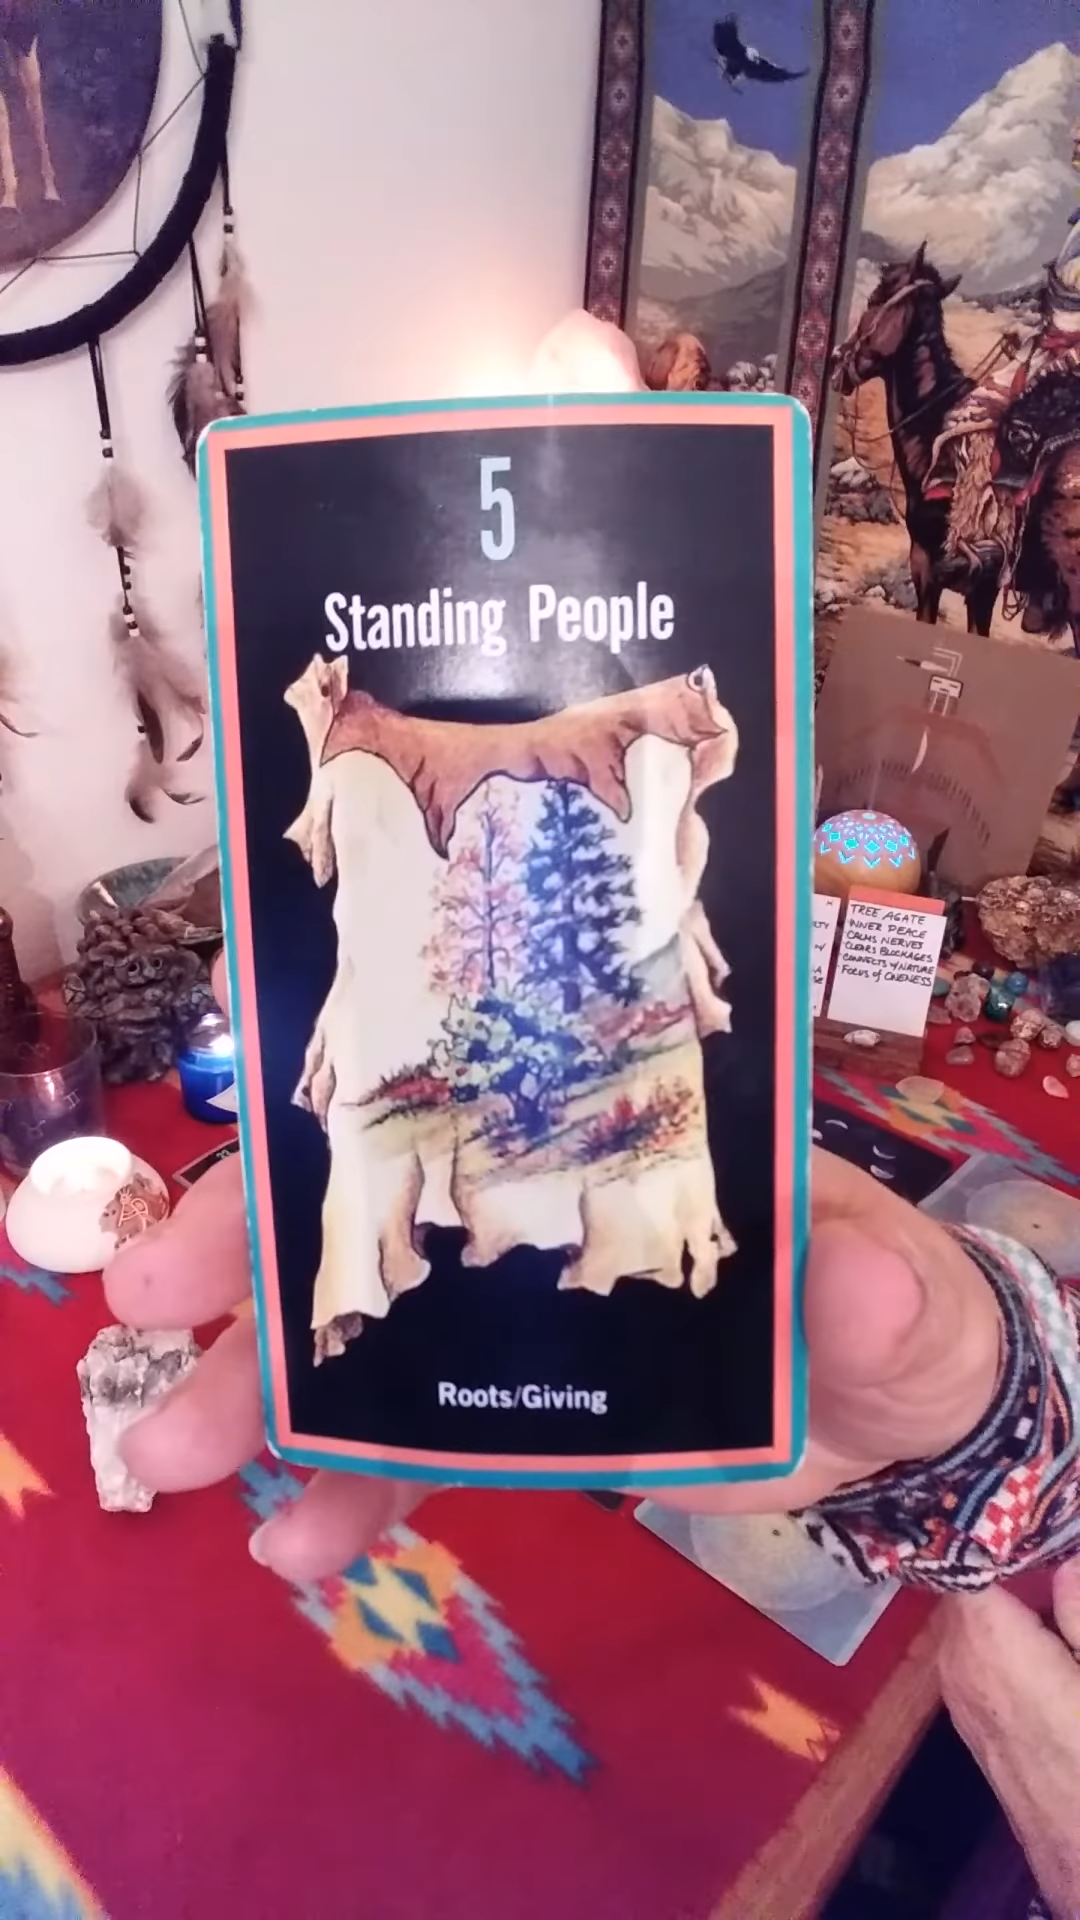 5
Standing People
Roots/Giving
TREE AGATE
INNER PEACE
CALMS NERVES
CLEARS BLOCKAGES
CONNECTS W/NATURE
FOCUS of ONENESS